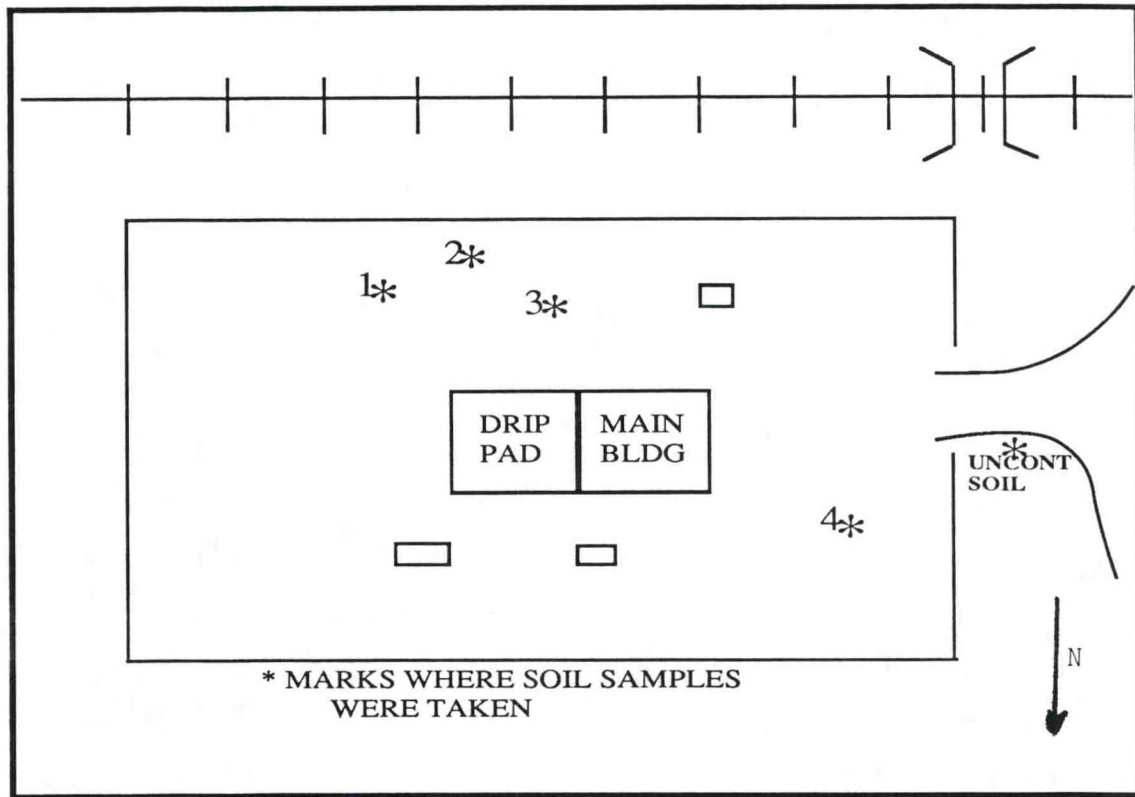 2*
1*
3*
DRIP
PAD
MAIN
BLDG
*
UNCONT
SOIL
4*
N
* MARKS WHERE SOIL SAMPLES
WERE TAKEN